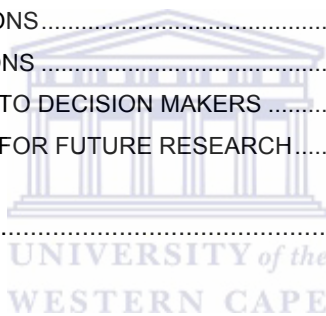 ONS..............................
ONS ..............................
TO DECISION MAKERS ..........
FOR FUTURE RESEARCH.....
..............................
UNIVERSITY of the
WESTERN CAPE